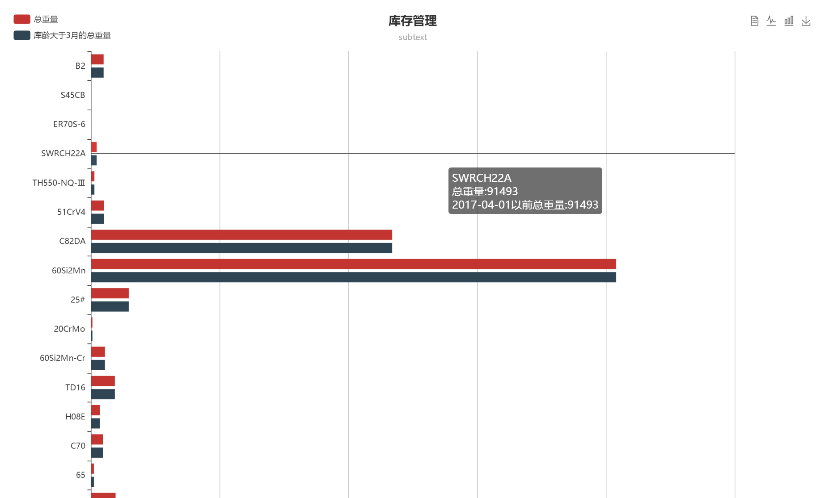 总重量
库龄大于3月的总重量
库存管理
subtext
B2
S45CB
ER70S-6
SWRCH22A
TH550-NQ-Ⅲ
51CrV4
C82DA
60Si2Mn
25#
20CrMo
60Si2Mn-Cr
TD16
H08E
C70
65
SWRCH22A
总重量:91493
2017-04-01以前总重量:91493